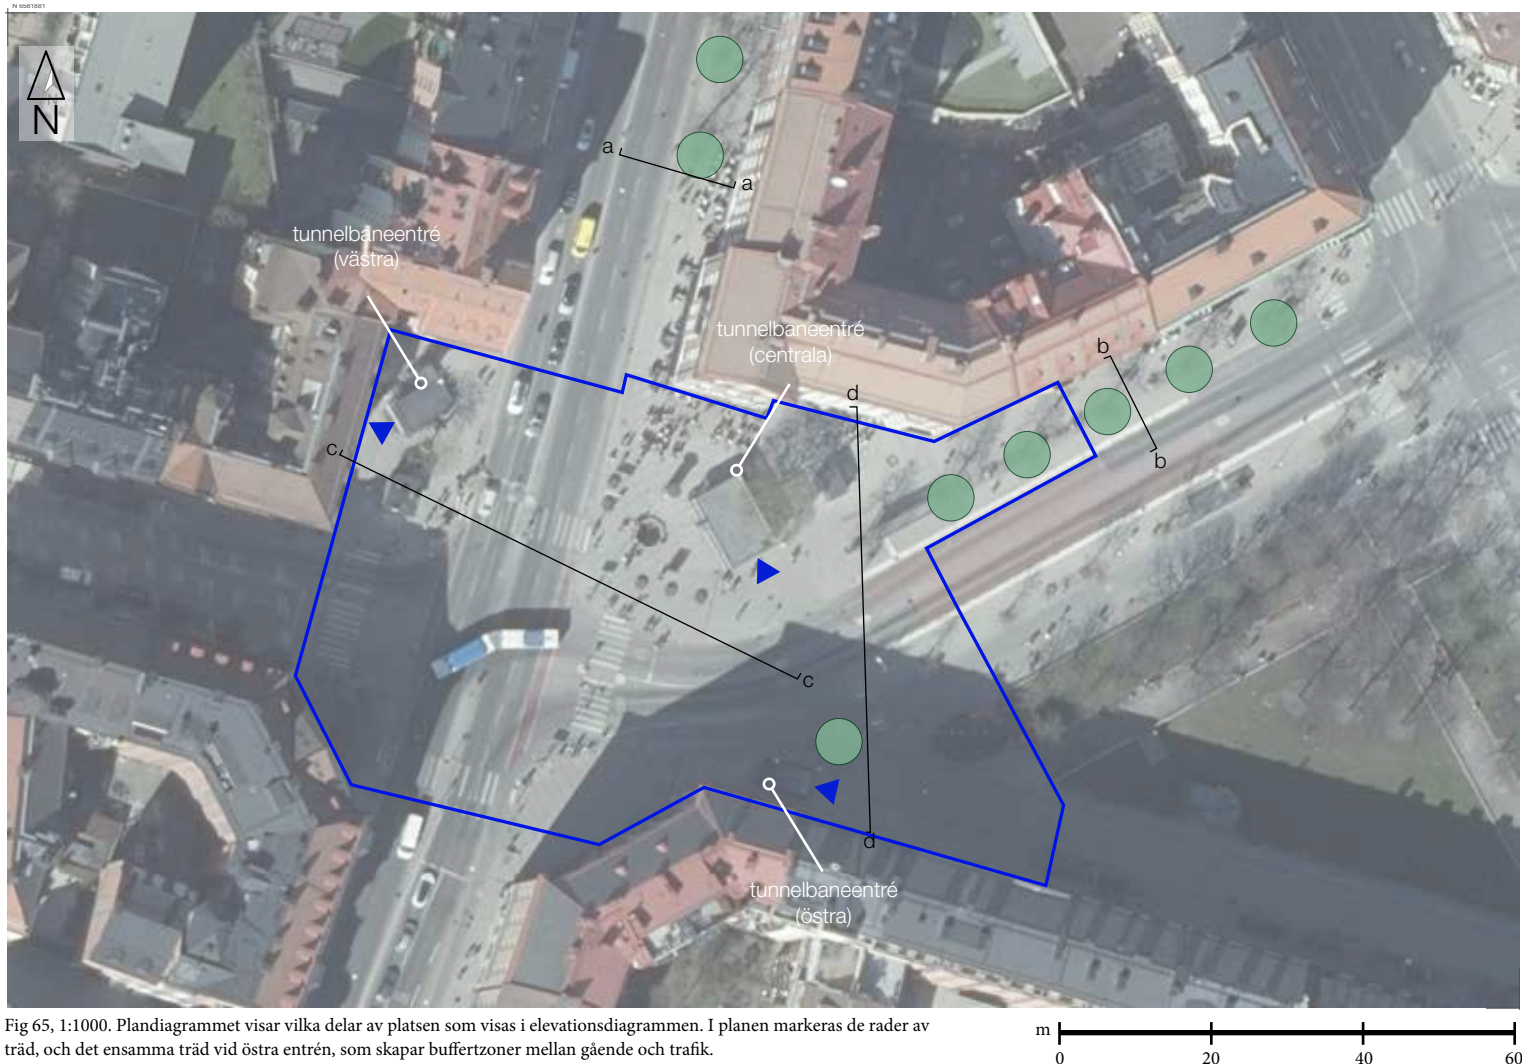 N 6581881
N
a
a
tunnelbaneentré
(västra)
tunnelbaneentré
(centrala)
b
d
c
b
c
d
tunnelbaneentré
(östra)
Fig 65, 1:1000. Plandiagrammet visar vilka delar av platsen som visas i elevationsdiagrammen. I planen markeras de rader av
träd, och det ensamma träd vid östra entrén, som skapar buffertzoner mellan gående och trafik.
m
0 20 40 60